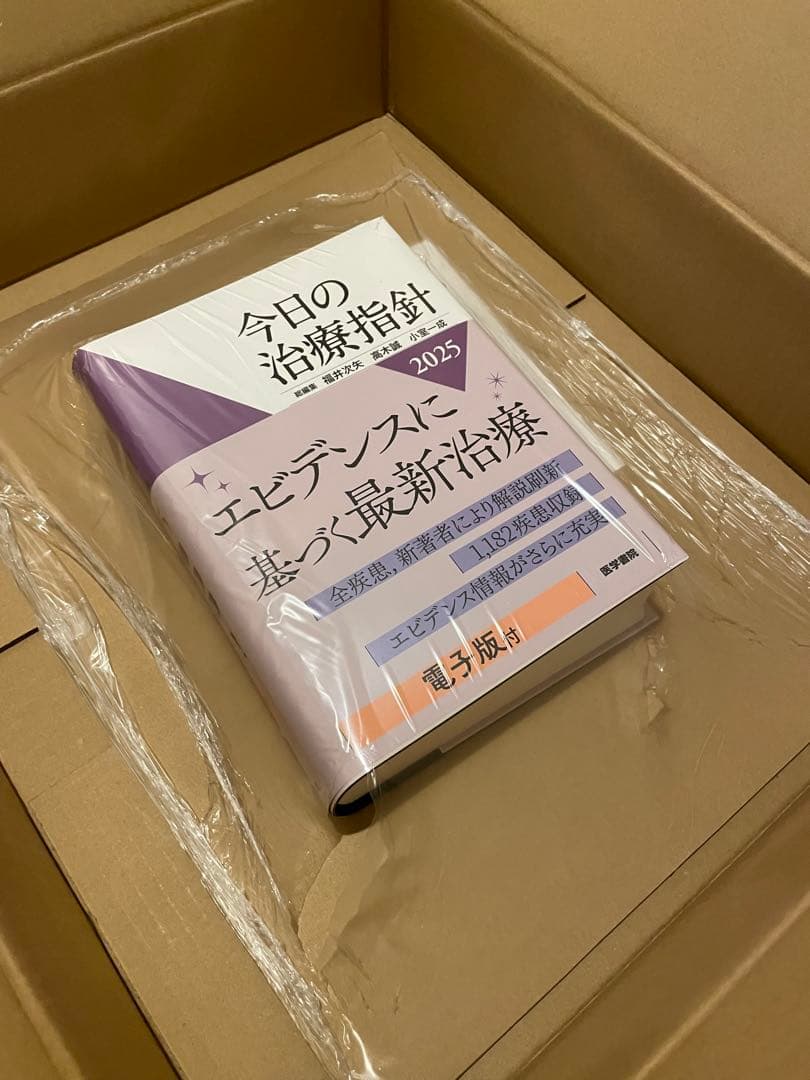 今日の
治療指針
総編集 福井次矢 高木誠 小室一成
2025
エビデンスに
基づく最新治療
全疾患,新著者により解説刷新
1,182疾患収録
エビデンス情報がさらに充実
電子版付
医学書院